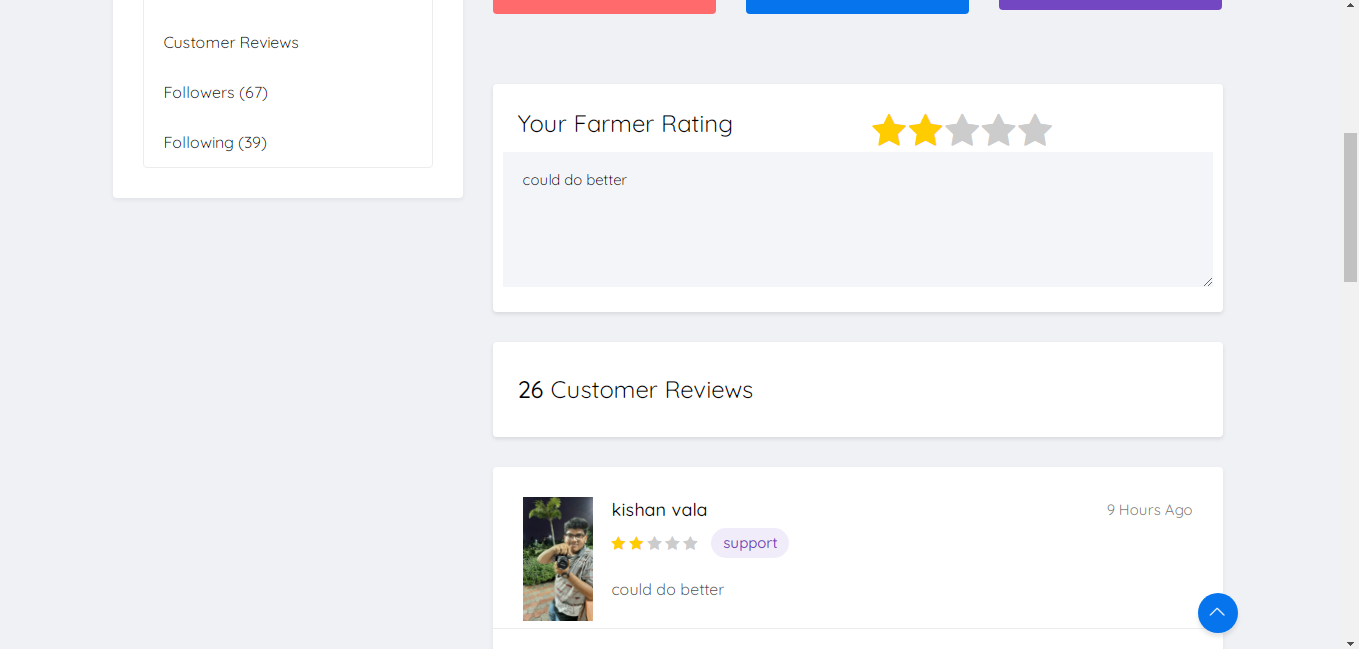 Customer Reviews
Followers (67)
Following (39)
Your Farmer Rating
could do better
26 Customer Reviews
kishan vala
9 Hours Ago
support
could do better